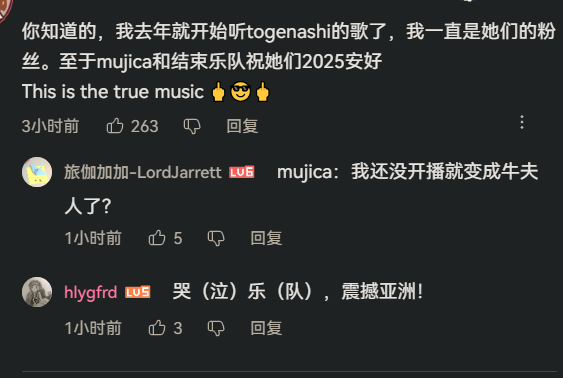 你知道的，我去年就开始听togenashi的歌了，我一直是她们的粉
丝。至于mujica和结束乐队祝她们2025安好
This is the true music 🖕😎🖕
3小时前 263 回复
旅伽加加-LordJarrett LV6 mujica：我还没开播就变成牛夫
人了？
1小时前 5 回复
hlygfrd LV5 哭（泣）乐（队），震撼亚洲！
1小时前 3 回复